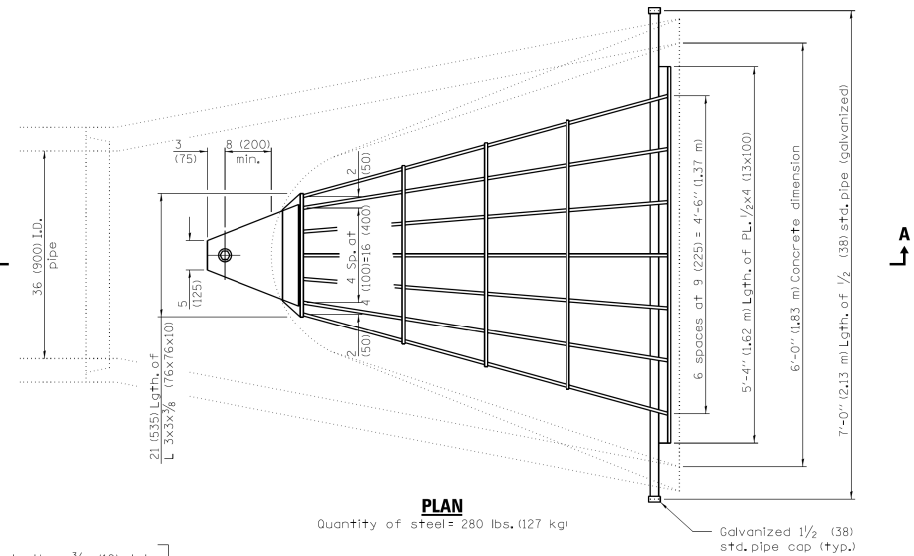 3
(75)
8 (200)
min.
2
(50)
36 (900) I.D.
pipe
5
(125)
4 Sp. at
4 (100)=16 (400)
2
(50)
21 (535) Lgth. of
L 3x3x3/8 (76x76x10)
6 spaces at 9 (225) = 4'-6" (1.37 m)
5'-4" (1.62 m) Lgth. of PL. 1/2x4 (13x100)
6'-0" (1.83 m) Concrete dimension
7'-0" (2.13 m) Lgth. of 1/2 (38) std. pipe (galvanized)
A
PLAN
Quantity of steel = 280 lbs. (127 kg)
Galvanized 1 1/2 (38)
std. pipe cap (typ.)